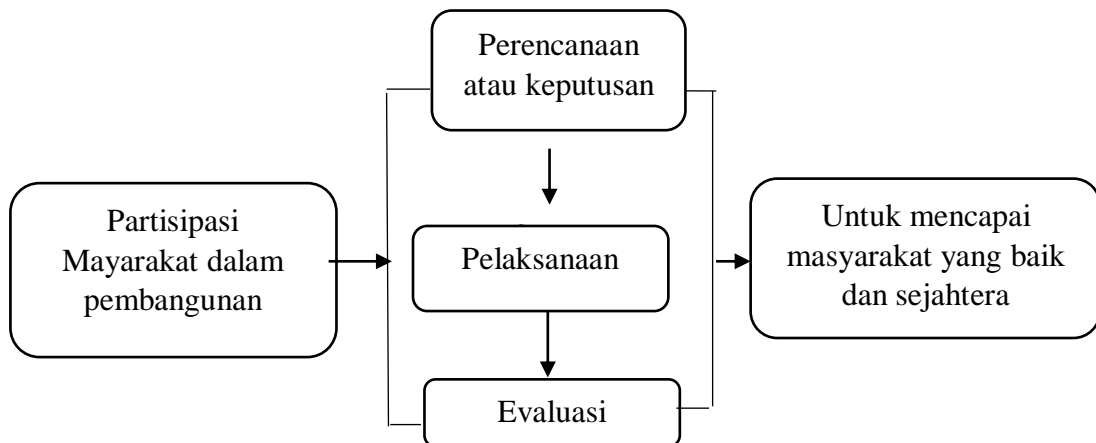 Perencanaan
atau keputusan
Partisipasi
Mayarakat dalam
pembangunan
Pelaksanaan
Untuk mencapai
masyarakat yang baik
dan sejahtera
Evaluasi